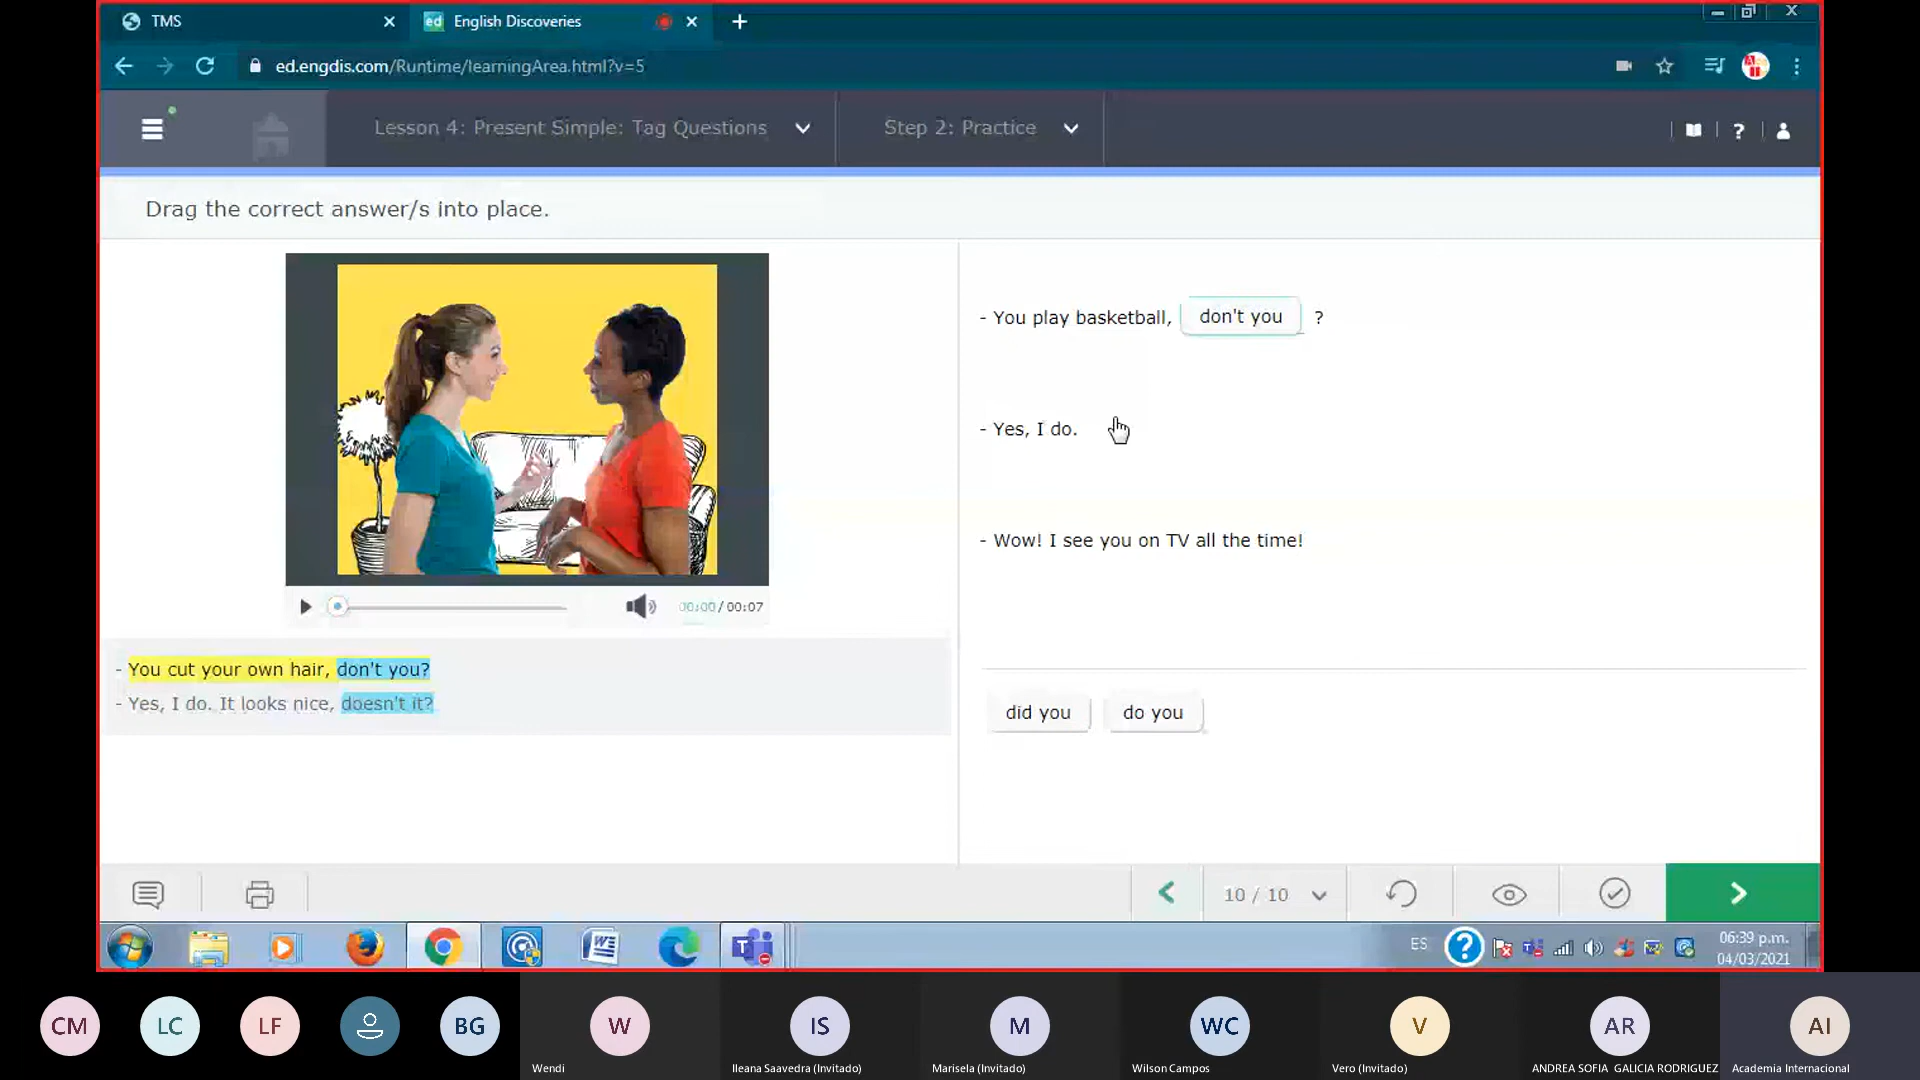 TMS
ed English Discoveries
ed.engdis.com/Runtime/learningArea.html?v=5
Lesson 4: Present Simple: Tag Questions
Step 2: Practice
?
Drag the correct answer/s into place.
- You play basketball, don't you ?
- Yes, I do.
- Wow! I see you on TV all the time!
00:00 / 00:07
- You cut your own hair, don't you?
- Yes, I do. It looks nice, doesn't it?
did you do you
10 / 10
ES
?
06:39 p.m.
04/03/2021
CM LC LF BG W IS M WC V AR AI
Wendi Ileana Saavedra (Invitado) Marisela (Invitado) Wilson Campos Vero (Invitado) ANDREA SOFIA GALICIA RODRIGUEZ Academia Internacional